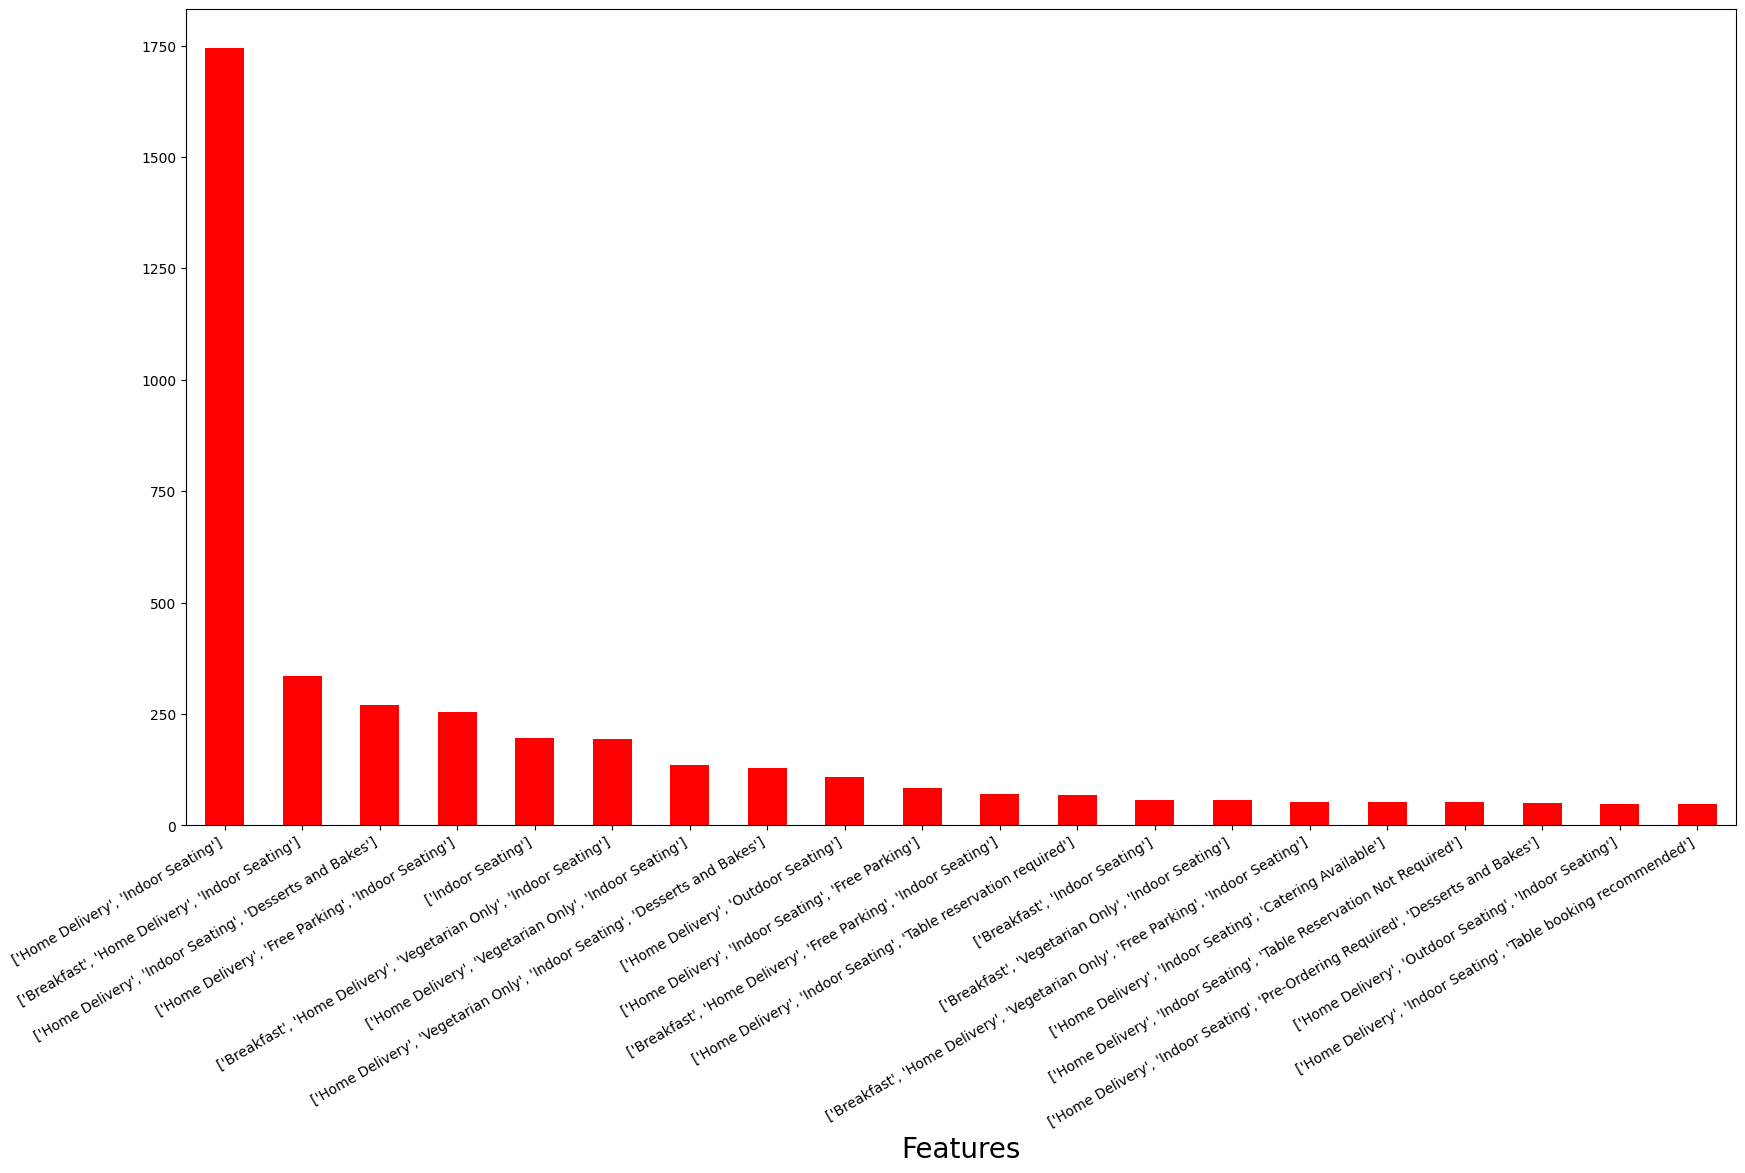 1750
1500
1250
1000
750
500
250
0
['Home Delivery', 'Indoor Seating']
['Breakfast', 'Home Delivery', 'Indoor Seating']
['Home Delivery', 'Indoor Seating', 'Desserts and Bakes']
['Home Delivery', 'Free Parking', 'Indoor Seating']
['Indoor Seating']
['Breakfast', 'Home Delivery', 'Vegetarian Only', 'Indoor Seating']
['Home Delivery', 'Vegetarian Only', 'Indoor Seating']
['Home Delivery', 'Vegetarian Only', 'Indoor Seating', 'Desserts and Bakes']
['Home Delivery', 'Outdoor Seating']
['Home Delivery', 'Indoor Seating', 'Free Parking']
['Breakfast', 'Home Delivery', 'Free Parking', 'Indoor Seating']
['Home Delivery', 'Indoor Seating', 'Table reservation required']
['Breakfast', 'Indoor Seating']
['Breakfast', 'Vegetarian Only', 'Indoor Seating']
['Breakfast', 'Home Delivery', 'Vegetarian Only', 'Free Parking', 'Indoor Seating']
['Home Delivery', 'Indoor Seating', 'Catering Available']
['Home Delivery', 'Indoor Seating', 'Table Reservation Not Required']
['Home Delivery', 'Indoor Seating', 'Pre-Ordering Required', 'Desserts and Bakes']
['Home Delivery', 'Outdoor Seating', 'Indoor Seating']
['Home Delivery', 'Indoor Seating', 'Table booking recommended']
Features